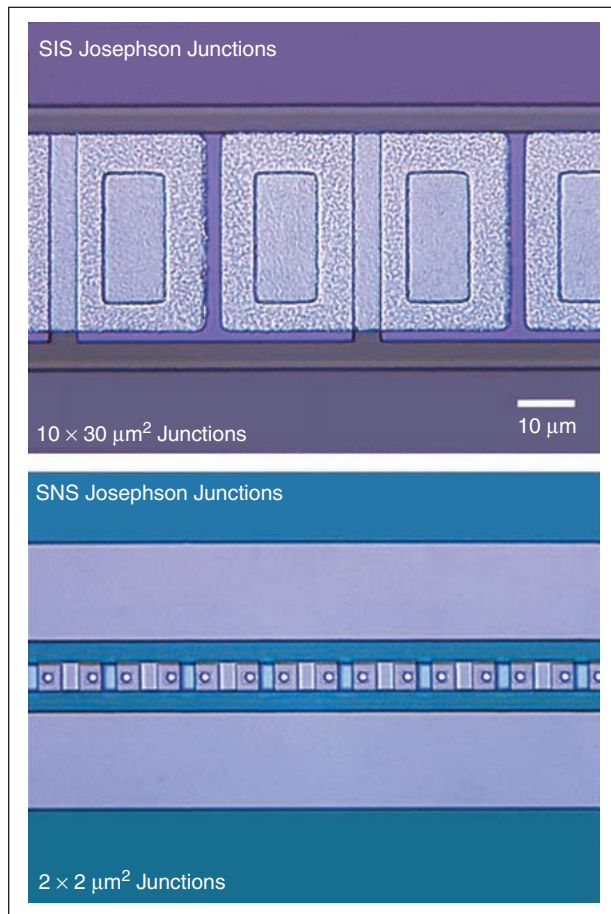 SIS Josephson Junctions
10 × 30 μm² Junctions
10 μm
SNS Josephson Junctions
2 × 2 μm² Junctions